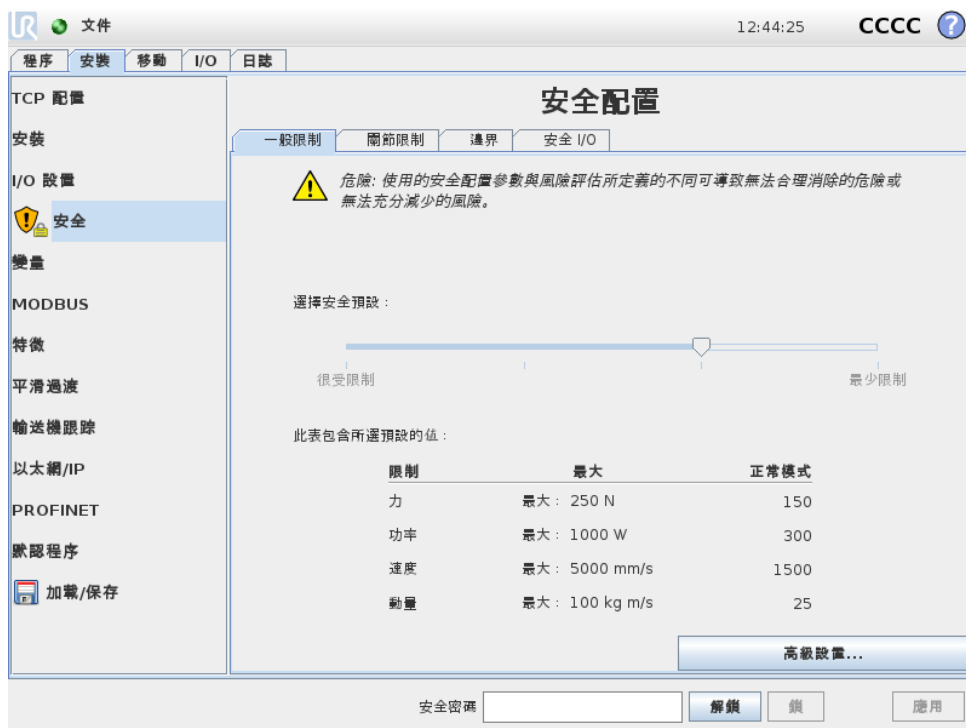 UR 文件 12:44:25 CCCC ?
程序 安裝 移動 I/O 日誌
TCP 配置
安裝
I/O 設置
安全
變量
MODBUS
特徵
平滑過渡
輸送機跟踪
以太網/IP
PROFINET
默認程序
加載/保存
安全配置
一般限制 關節限制 邊界 安全 I/O
危險: 使用的安全配置參數與風險評估所定義的不同可導致無法合理消除的危險或
無法充分減少的風險。
選擇安全預設：
很受限制 最少限制
此表包含所選預設的值：
限制 最大 正常模式
力 最大： 250 N 150
功率 最大： 1000 W 300
速度 最大： 5000 mm/s 1500
動量 最大： 100 kg m/s 25
高級設置...
安全密碼 解鎖 鎖 應用